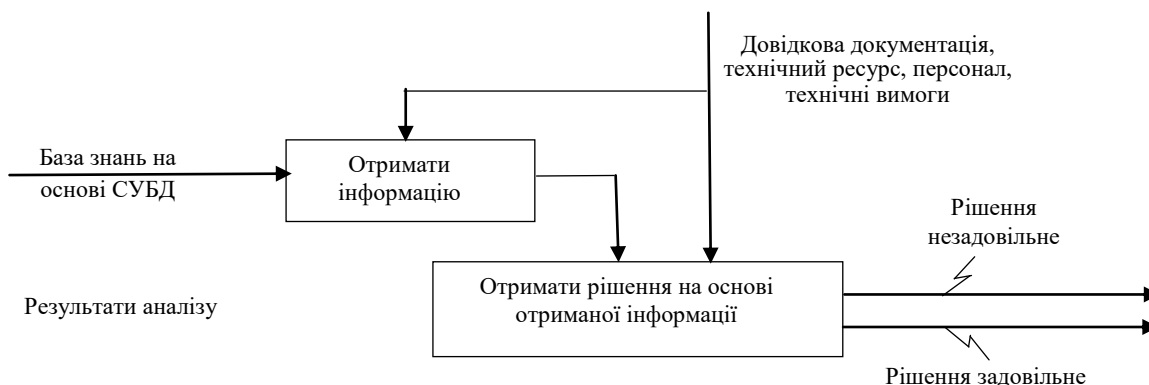 Довідкова документація,
технічний ресурс, персонал,
технічні вимоги
База знань на
основі СУБД
Отримати
інформацію
Рішення
незадовільне
Результати аналізу
Отримати рішення на основі
отриманої інформації
Рішення задовільне